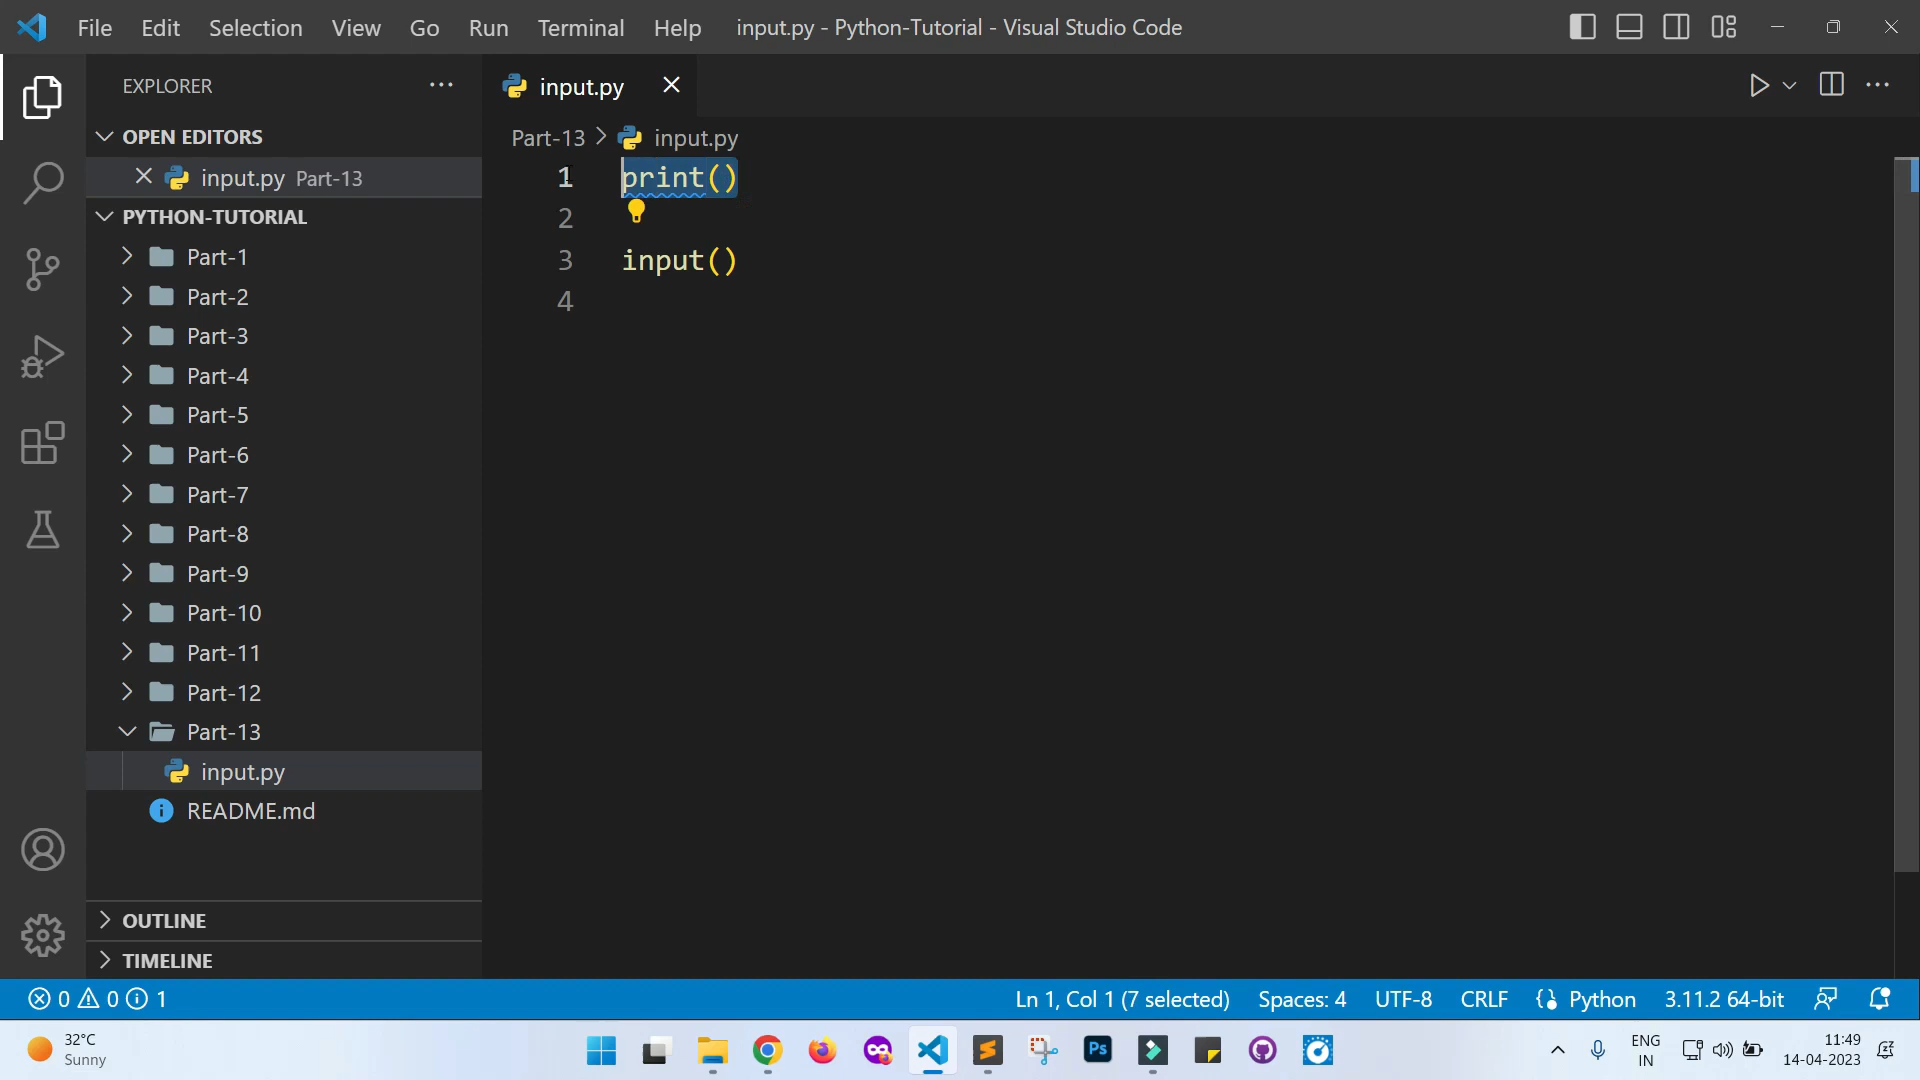 File Edit Selection View Go Run Terminal Help input.py - Python-Tutorial - Visual Studio Code
EXPLORER
input.py
OPEN EDITORS
Part-13 input.py
input.py Part-13
1 print()
PYTHON-TUTORIAL
2
Part-1
3 input()
Part-2
4
Part-3
Part-4
Part-5
Part-6
Part-7
Part-8
Part-9
Part-10
Part-11
Part-12
Part-13
input.py
README.md
OUTLINE
TIMELINE
0 0 1 Ln 1, Col 1 (7 selected) Spaces: 4 UTF-8 CRLF Python 3.11.2 64-bit
32°C
Sunny
Ps
ENG
IN
11:49
14-04-2023